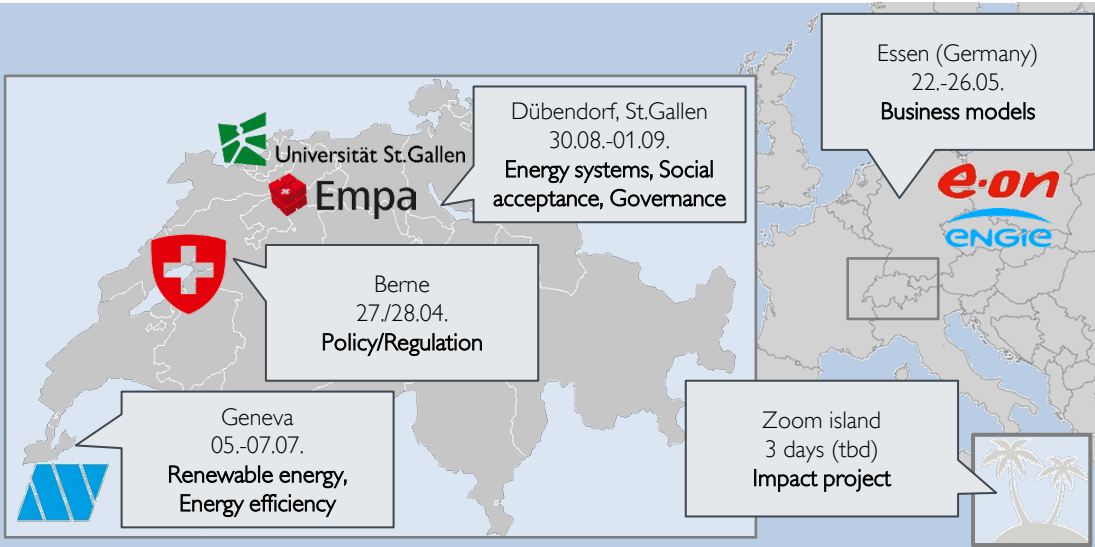 Essen (Germany)
22.-26.05.
Business models
e·on
ENGIE
Dübendorf, St.Gallen
30.08.-01.09.
Energy systems, Social
acceptance, Governance
Universität St.Gallen
Empa
Berne
27./28.04.
Policy/Regulation
Geneva
05.-07.07.
Renewable energy,
Energy efficiency
Zoom island
3 days (tbd)
Impact project